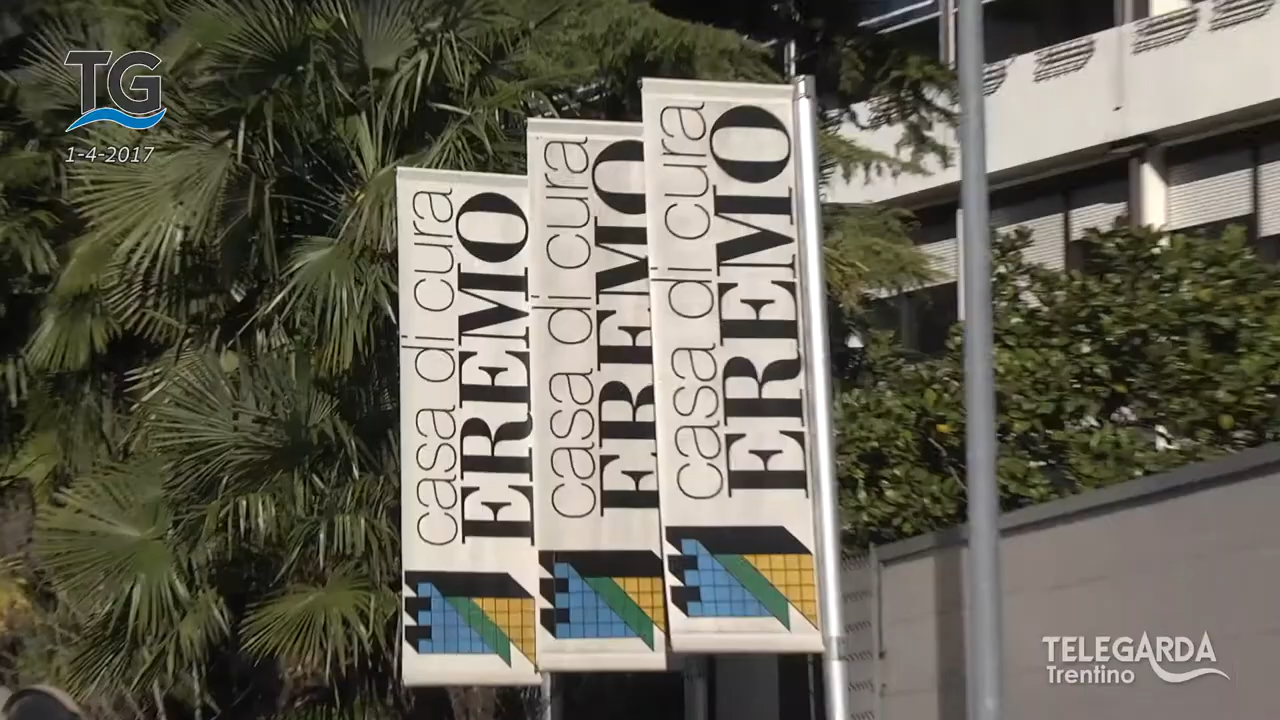 TG
1-4-2017
casa di cura
EREMO
casa di cura
EREMO
casa di cura
EREMO
TELEGARDA
Trentino